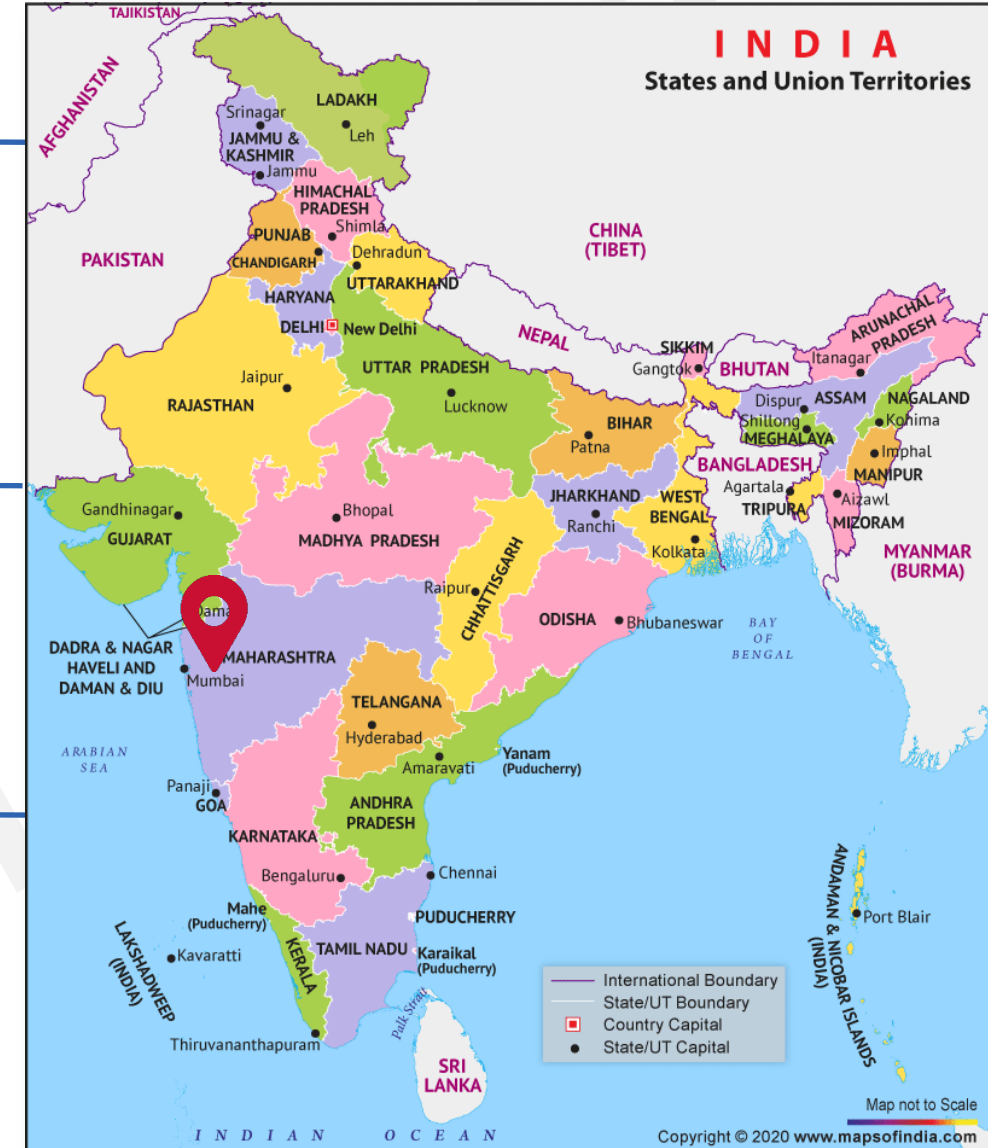 TAJIKISTAN
INDIA
States and Union Territories
AFGHANISTAN
LADAKH
Leh
Srinagar
JAMMU &
KASHMIR
Jammu
HIMACHAL
PRADESH
Shimla
PUNJAB
CHANDIGARH
Dehradun
UTTARAKHAND
CHINA
(TIBET)
PAKISTAN
HARYANA
DELHI
New Delhi
NEPAL
UTTAR PRADESH
Lucknow
Jaipur
RAJASTHAN
SIKKIM
Gangtok
BHUTAN
ARUNACHAL
PRADESH
Itanagar
Dispur
ASSAM
NAGALAND
Kohima
Shillong
MEGHALAYA
Imphal
MANIPUR
BIHAR
Patna
BANGLADESH
Agartala
TRIPURA
Aizawl
MIZORAM
MYANMAR
(BURMA)
JHARKHAND
Ranchi
WEST
BENGAL
Kolkata
Gandhinagar
GUJARAT
Bhopal
MADHYA PRADESH
Raipur
CHHATTISGARH
ODISHA
Bhubaneswar
BAY
OF
BENGAL
Dama
DADRA & NAGAR
HAVELI AND
DAMAN & DIU
MAHARASHTRA
Mumbai
TELANGANA
Hyderabad
ARABIAN
SEA
Amaravati
Yanam
(Puducherry)
Panaji
GOA
ANDHRA
PRADESH
KARNATAKA
Bengaluru
Chennai
Mahe
(Puducherry)
PUDUCHERRY
KERALA
TAMIL NADU
Karaikal
(Puducherry)
LAKSHADWEEP
(INDIA)
Kavaratti
Palk Strait
Thiruvananthapuram
SRI
LANKA
ANDAMAN & NICOBAR ISLANDS
(INDIA)
Port Blair
International Boundary
State/UT Boundary
Country Capital
State/UT Capital
Map not to Scale
INDIAN OCEAN
Copyright © 2020 www.mapsofindia.com